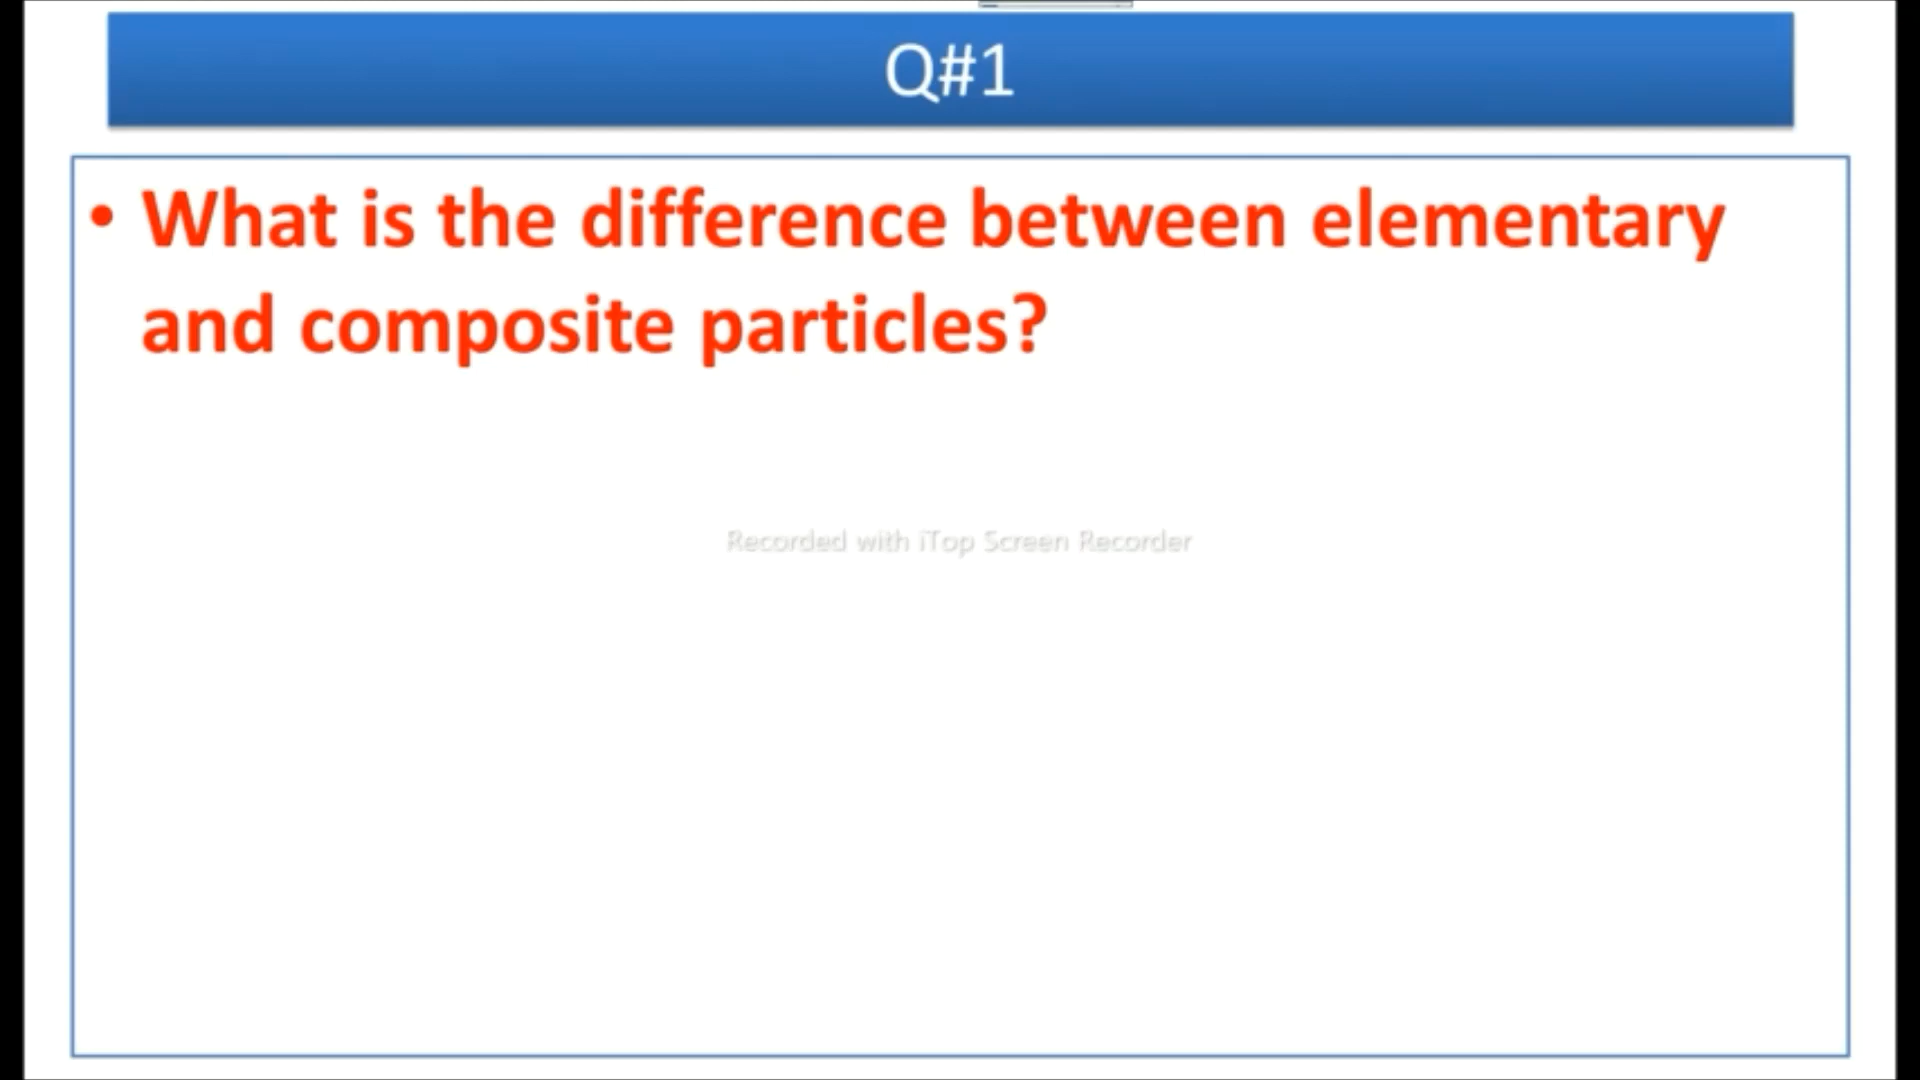 Q#1
• What is the difference between elementary
and composite particles?
Recorded with iTop Screen Recorder